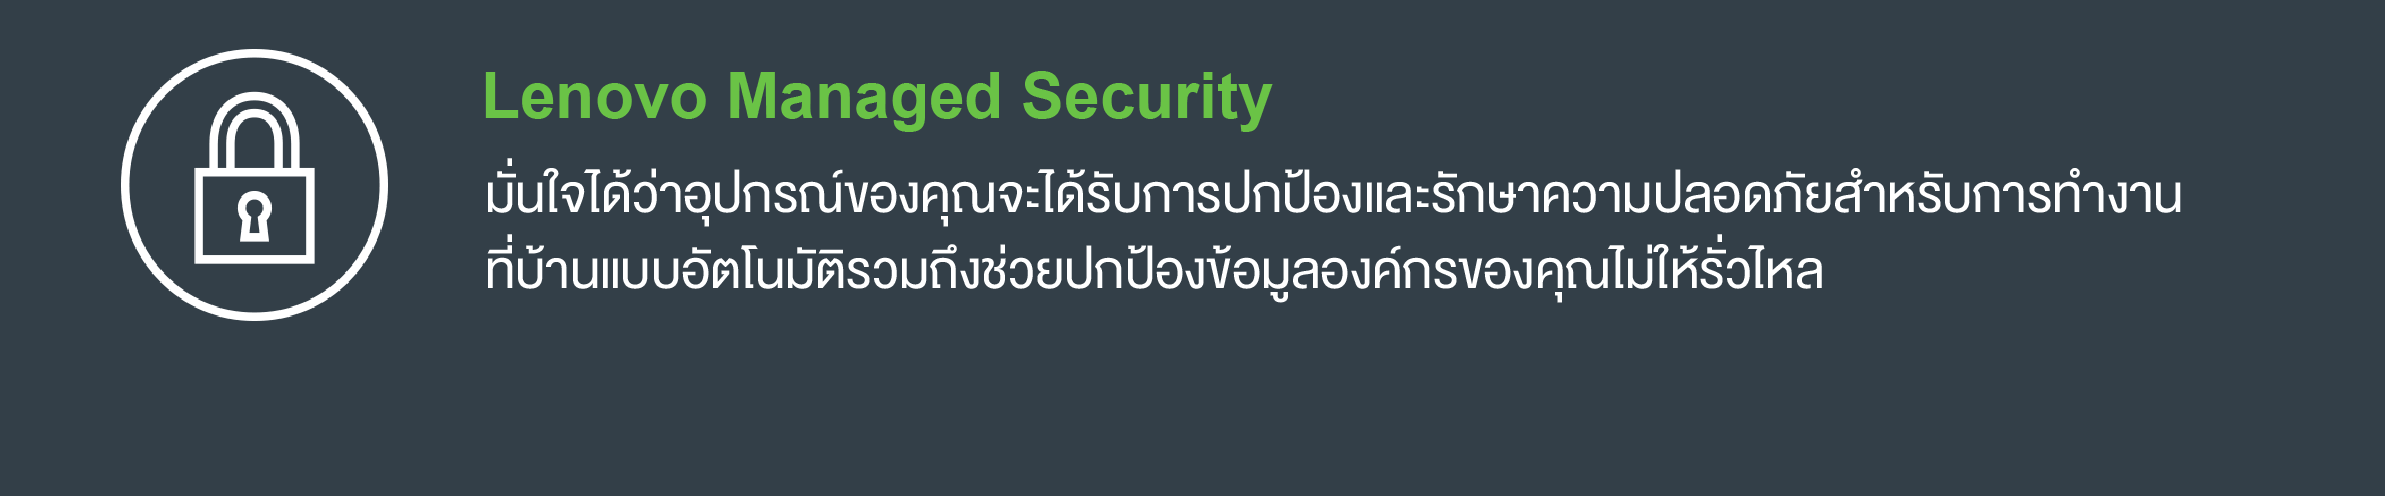 Lenovo Managed Security
มั่นใจได้ว่าอุปกรณ์ของคุณจะได้รับการปกป้องและรักษาความปลอดภัยสำหรับการทำงาน
ที่บ้านแบบอัตโนมัติรวมถึงช่วยปกป้องข้อมูลองค์กรของคุณไม่ให้รั่วไหล